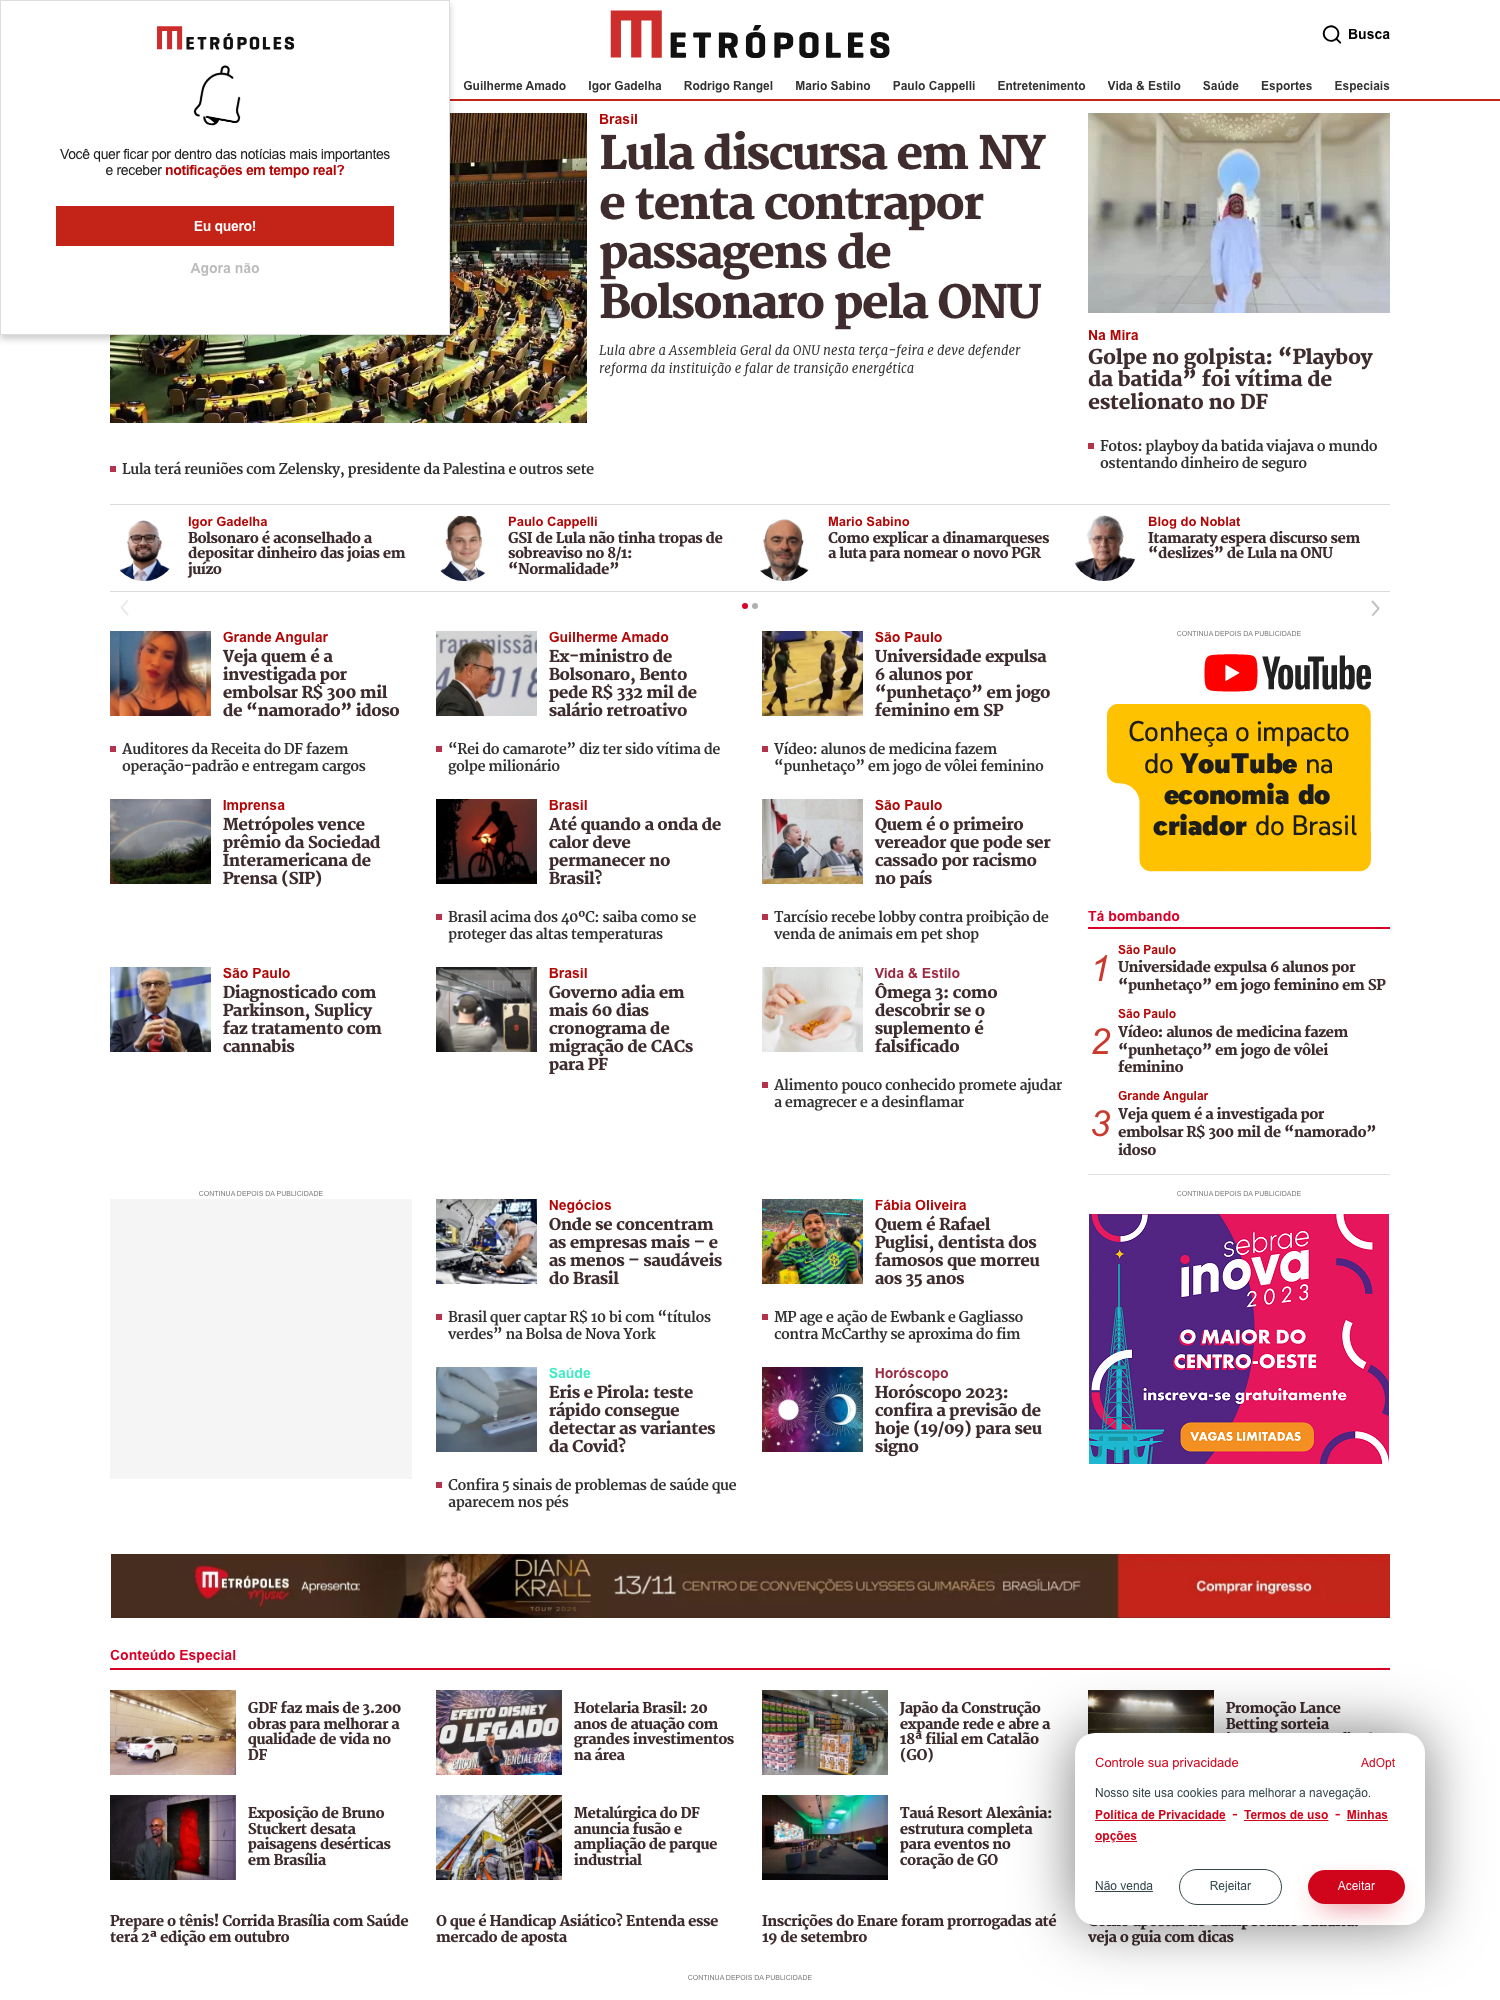 METRÓPOLES
Você quer ficar por dentro das notícias mais importantes
e receber notificações em tempo real?
Eu quero!
Agora não
METRÓPOLES
Busca
Guilherme Amado
Igor Gadelha
Rodrigo Rangel
Mario Sabino
Paulo Cappelli
Entretenimento
Vida & Estilo
Saúde
Esportes
Especiais
Brasil
Lula discursa em NY
e tenta contrapor
passagens de
Bolsonaro pela ONU
Lula abre a Assembleia Geral da ONU nesta terça-feira e deve defender
reforma da instituição e falar de transição energética
Lula terá reuniões com Zelensky, presidente da Palestina e outros sete
Na Mira
Golpe no golpista: “Playboy
da batida” foi vítima de
estelionato no DF
Fotos: playboy da batida viajava o mundo
ostentando dinheiro de seguro
Igor Gadelha
Bolsonaro é aconselhado a
depositar dinheiro das joias em
juízo
Paulo Cappelli
GSI de Lula não tinha tropas de
sobreaviso no 8/1:
“Normalidade”
Mario Sabino
Como explicar a dinamarqueses
a luta para nomear o novo PGR
Blog do Noblat
Itamaraty espera discurso sem
“deslizes” de Lula na ONU
Grande Angular
Veja quem é a
investigada por
embolsar R$ 300 mil
de “namorado” idoso
Auditores da Receita do DF fazem
operação-padrão e entregam cargos
Guilherme Amado
Ex-ministro de
Bolsonaro, Bento
pede R$ 332 mil de
salário retroativo
“Rei do camarote” diz ter sido vítima de
golpe milionário
São Paulo
Universidade expulsa
6 alunos por
“punhetaço” em jogo
feminino em SP
Vídeo: alunos de medicina fazem
“punhetaço” em jogo de vôlei feminino
CONTINUA DEPOIS DA PUBLICIDADE
YouTube
Conheça o impacto
do YouTube na
economia do
criador do Brasil
Imprensa
Metrópoles vence
prêmio da Sociedad
Interamericana de
Prensa (SIP)
Brasil
Até quando a onda de
calor deve
permanecer no
Brasil?
Brasil acima dos 40ºC: saiba como se
proteger das altas temperaturas
São Paulo
Quem é o primeiro
vereador que pode ser
cassado por racismo
no país
Tarcísio recebe lobby contra proibição de
venda de animais em pet shop
São Paulo
Diagnosticado com
Parkinson, Suplicy
faz tratamento com
cannabis
Brasil
Governo adia em
mais 60 dias
cronograma de
migração de CACs
para PF
Vida & Estilo
Ômega 3: como
descobrir se o
suplemento é
falsificado
Alimento pouco conhecido promete ajudar
a emagrecer e a desinflamar
Tá bombando
1
São Paulo
Universidade expulsa 6 alunos por
“punhetaço” em jogo feminino em SP
2
São Paulo
Vídeo: alunos de medicina fazem
“punhetaço” em jogo de vôlei
feminino
3
Grande Angular
Veja quem é a investigada por
embolsar R$ 300 mil de “namorado”
idoso
CONTINUA DEPOIS DA PUBLICIDADE
Negócios
Onde se concentram
as empresas mais – e
as menos – saudáveis
do Brasil
Brasil quer captar R$ 10 bi com “títulos
verdes” na Bolsa de Nova York
Fábia Oliveira
Quem é Rafael
Puglisi, dentista dos
famosos que morreu
aos 35 anos
MP age e ação de Ewbank e Gagliasso
contra McCarthy se aproxima do fim
Saúde
Eris e Pirola: teste
rápido consegue
detectar as variantes
da Covid?
Confira 5 sinais de problemas de saúde que
aparecem nos pés
Horóscopo
Horóscopo 2023:
confira a previsão de
hoje (19/09) para seu
signo
CONTINUA DEPOIS DA PUBLICIDADE
sebrae
inova
2023
O MAIOR DO
CENTRO-OESTE
inscreva-se gratuitamente
VAGAS LIMITADAS
METRÓPOLES
music
Apresenta:
DIANA
KRALL
TOUR 2023
13/11 CENTRO DE CONVENÇÕES ULYSSES GUIMARÃES BRASÍLIA/DF
Comprar ingresso
Conteúdo Especial
GDF faz mais de 3.200
obras para melhorar a
qualidade de vida no
DF
EFEITO DISNEY
O LEGADO
Hotelaria Brasil: 20
anos de atuação com
grandes investimentos
na área
Japão da Construção
expande rede e abre a
18ª filial em Catalão
(GO)
Promoção Lance
Betting sorteia
Exposição de Bruno
Stuckert desata
paisagens desérticas
em Brasília
Metalúrgica do DF
anuncia fusão e
ampliação de parque
industrial
Tauá Resort Alexânia:
estrutura completa
para eventos no
coração de GO
Controle sua privacidade
AdOpt
Nosso site usa cookies para melhorar a navegação.
Política de Privacidade - Termos de uso - Minhas
opções
Não venda
Rejeitar
Aceitar
Prepare o tênis! Corrida Brasília com Saúde
terá 2ª edição em outubro
O que é Handicap Asiático? Entenda esse
mercado de aposta
Inscrições do Enare foram prorrogadas até
19 de setembro
veja o guia com dicas
CONTINUA DEPOIS DA PUBLICIDADE